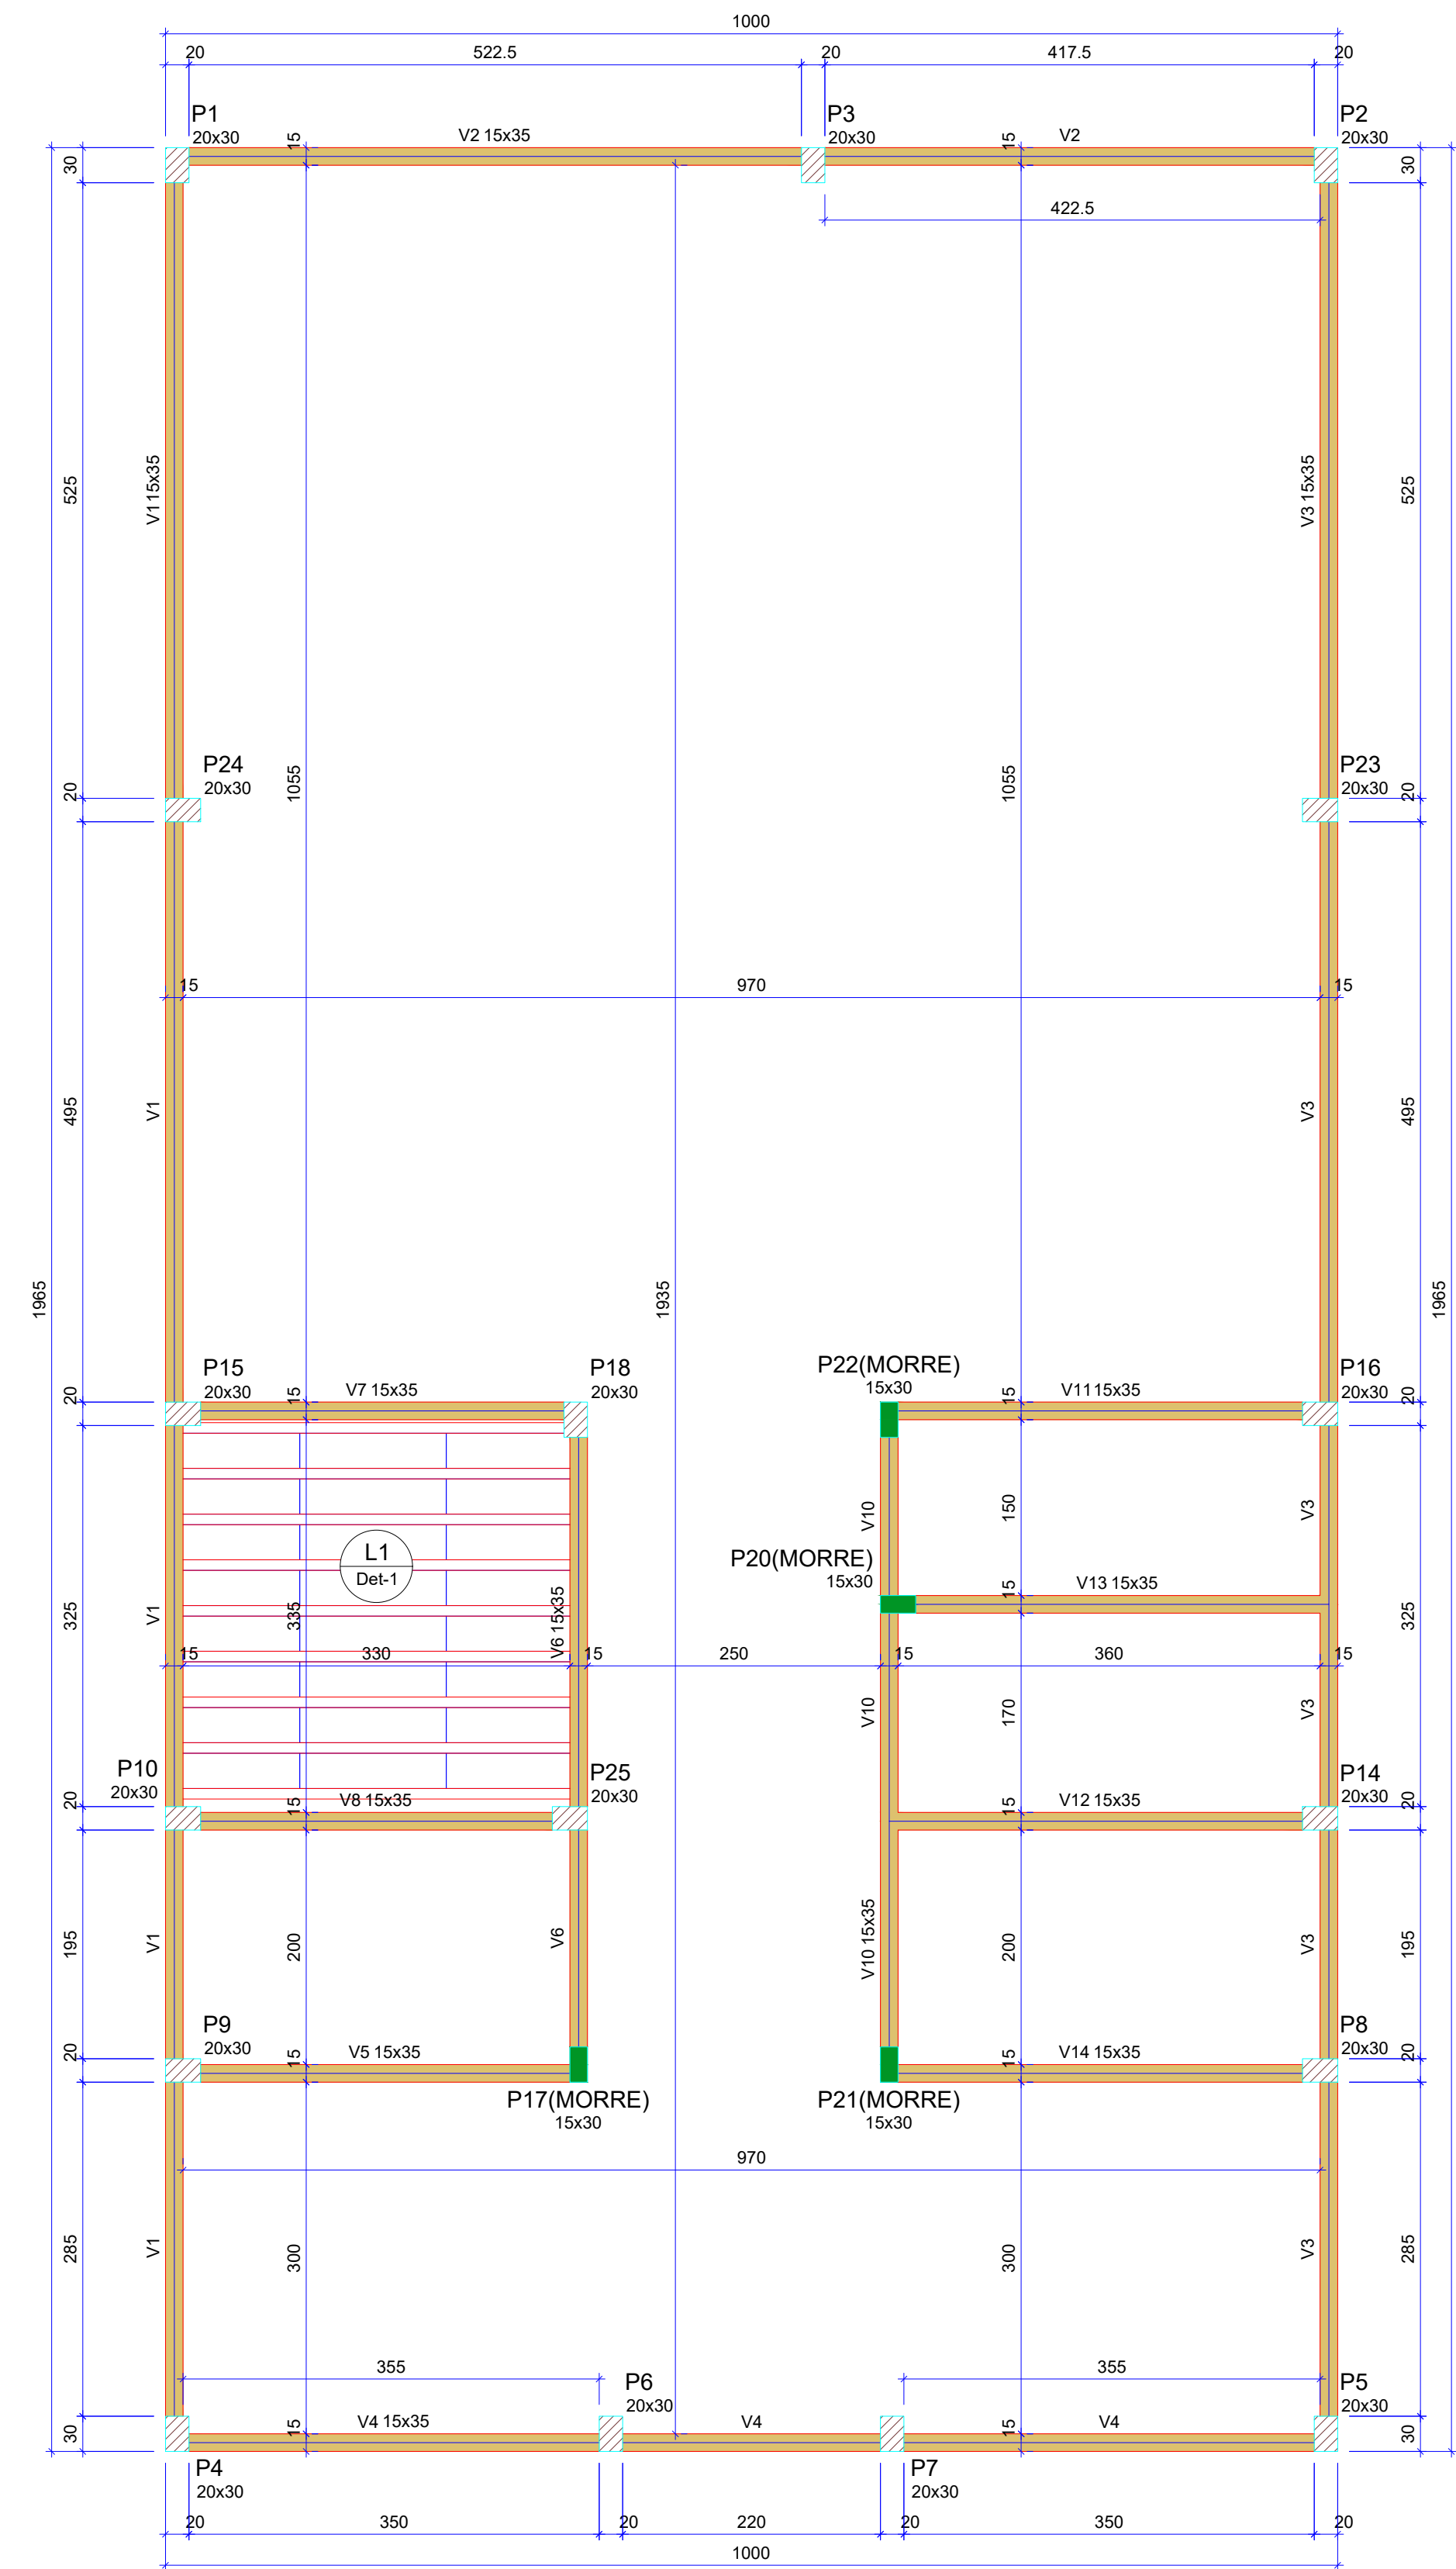 1000
20 522.5 20 417.5 20
P1 P3 P2
20x30 V2 15x35 15 20x30 15 V2 20x30
30 30
422.5
525 V1 15x35 V3 15x35 525
P24 P23
20 20x30 1055 1055 20x30 20
15 970 15
495 V1 V3 495
1965 1935 1965
P15 P18 P22(MORRE) P16
20 20x30 15 V7 15x35 20x30 15x30 15 V11 15x35 20x30 20
V10 150 V3
L1
Det-1
P20(MORRE)
15x30 15 V13 15x35
325 V1 335 V6 15x35 325
15 330 15 250 15 360 15
V10 170 V3
P10 P25 P14
20x30 20 15 V8 15x35 20x30 15 V12 15x35 20x30 20
195 V1 200 V6 V10 15x35 200 V3 195
P9 P8
20 20x30 15 V5 15x35 15 V14 15x35 20x30 20
P17(MORRE) P21(MORRE)
15x30 15x30
970
285 V1 300 300 V3 285
355 355
P6 P5
20x30 20x30
30 15 V4 15x35 V4 15 V4 30
P4 P7
20x30 20x30
20 350 20 220 20 350 20
1000